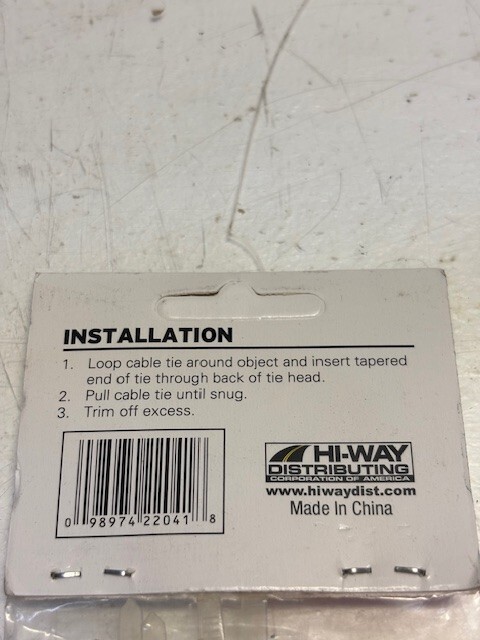 INSTALLATION
1. Loop cable tie around object and insert tapered
end of tie through back of tie head.
2. Pull cable tie until snug.
3. Trim off excess.
HI-WAY
DISTRIBUTING
CORPORATION OF AMERICA
www.hiwaydist.com
Made In China
0 98974 22041 8